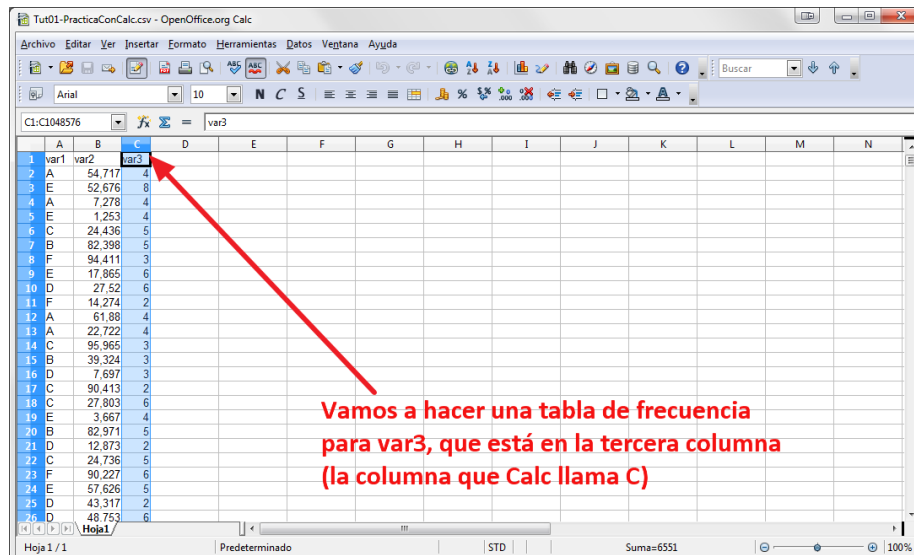 Tut01-PracticaConCalc.csv - OpenOffice.org Calc
Archivo Editar Ver Insertar Formato Herramientas Datos Ventana Ayuda
Buscar
Arial 10
C1:C1048576 var3
A B C D E F G H I J K L M N
1 var1 var2 var3
2 A 54,717 4
3 E 52,676 8
4 A 7,278 4
5 E 1,253 4
6 C 24,436 5
7 B 82,398 5
8 F 94,411 3
9 E 17,865 6
10 D 27,52 6
11 F 14,274 2
12 A 61,88 4
13 A 22,722 4
14 C 95,965 3
15 B 39,324 3
16 D 7,697 3
17 C 90,413 2
18 C 27,803 6
19 E 3,667 4
20 B 82,971 5
21 D 12,873 2
22 C 24,736 5
23 F 90,227 6
24 E 57,626 5
25 D 43,317 2
26 D 48,753 6
Vamos a hacer una tabla de frecuencia
para var3, que está en la tercera columna
(la columna que Calc llama C)
Hoja1
Hoja 1 / 1 Predeterminado STD Suma=6551 100%